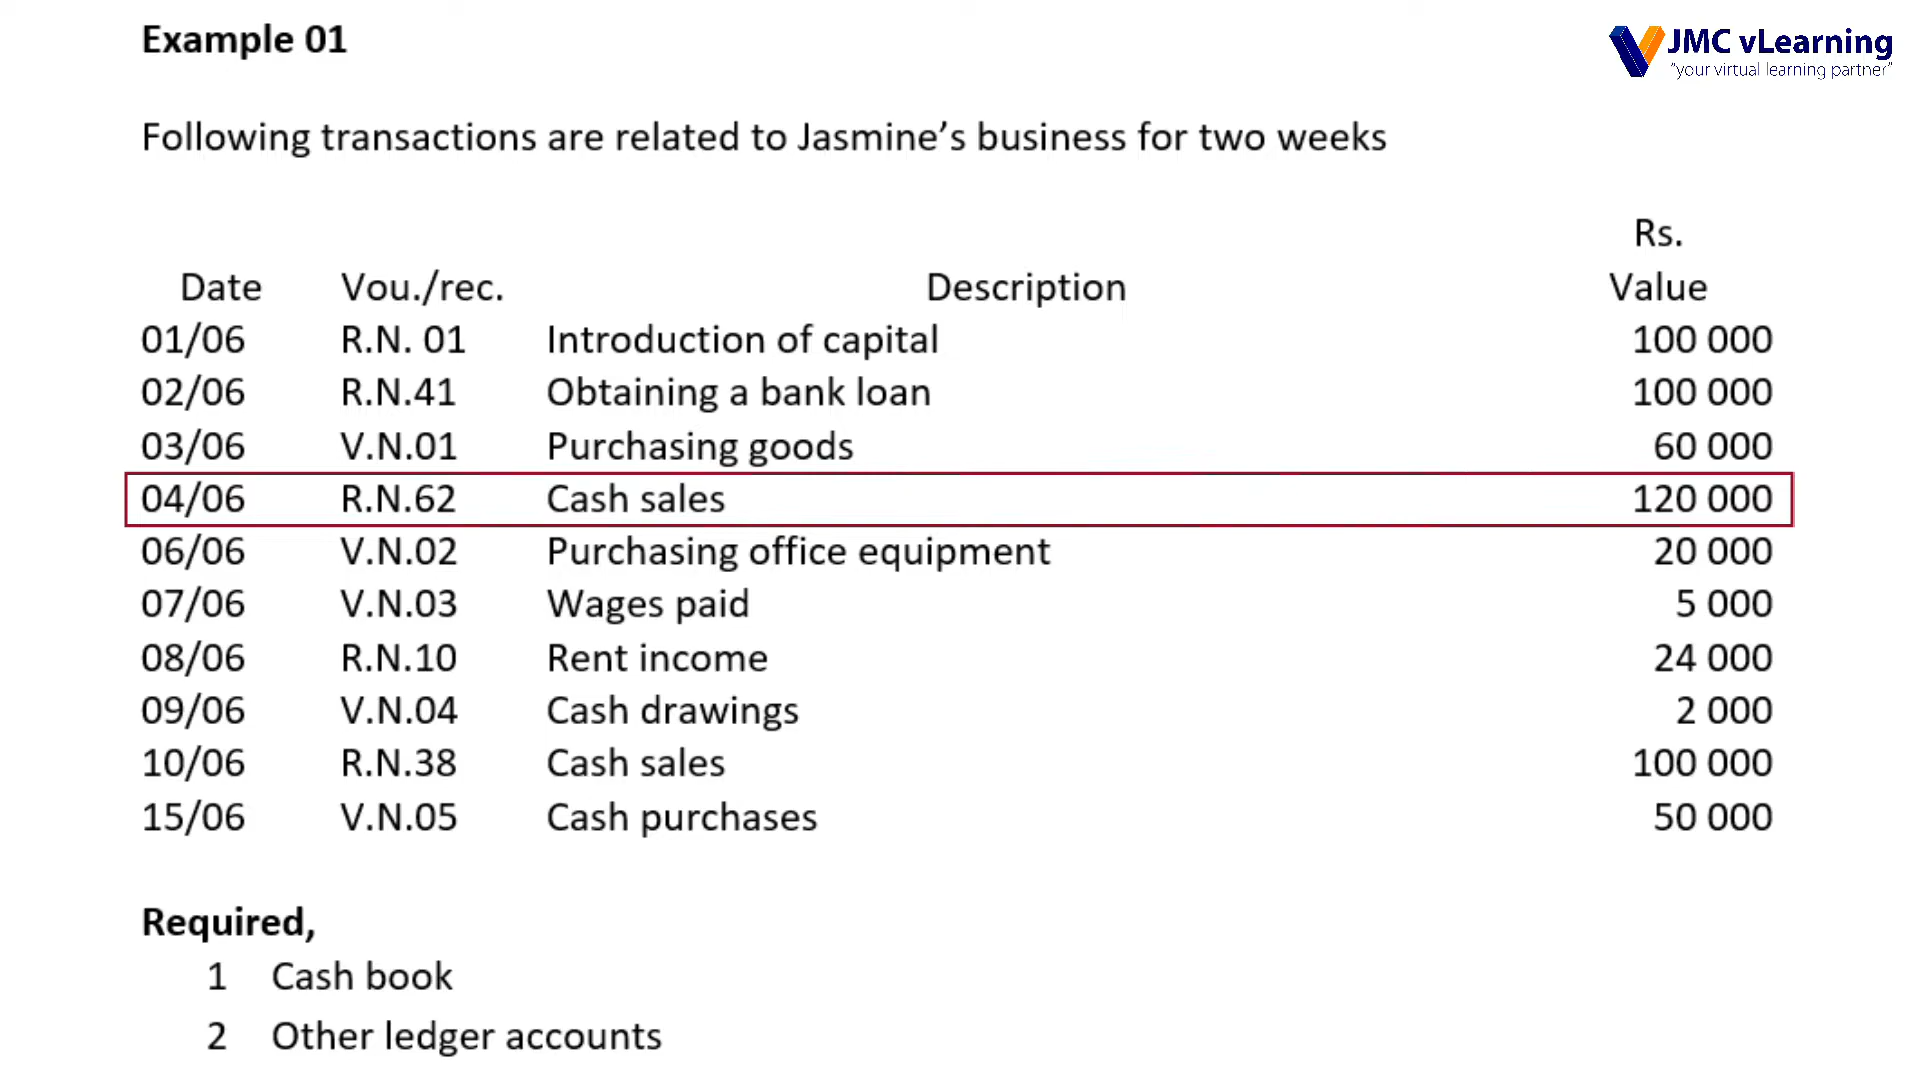 Example 01
JMC vLearning
"your virtual learning partner"
Following transactions are related to Jasmine’s business for two weeks
Rs.
Date Vou./rec. Description Value
01/06 R.N. 01 Introduction of capital 100 000
02/06 R.N.41 Obtaining a bank loan 100 000
03/06 V.N.01 Purchasing goods 60 000
04/06 R.N.62 Cash sales 120 000
06/06 V.N.02 Purchasing office equipment 20 000
07/06 V.N.03 Wages paid 5 000
08/06 R.N.10 Rent income 24 000
09/06 V.N.04 Cash drawings 2 000
10/06 R.N.38 Cash sales 100 000
15/06 V.N.05 Cash purchases 50 000
Required,
1 Cash book
2 Other ledger accounts